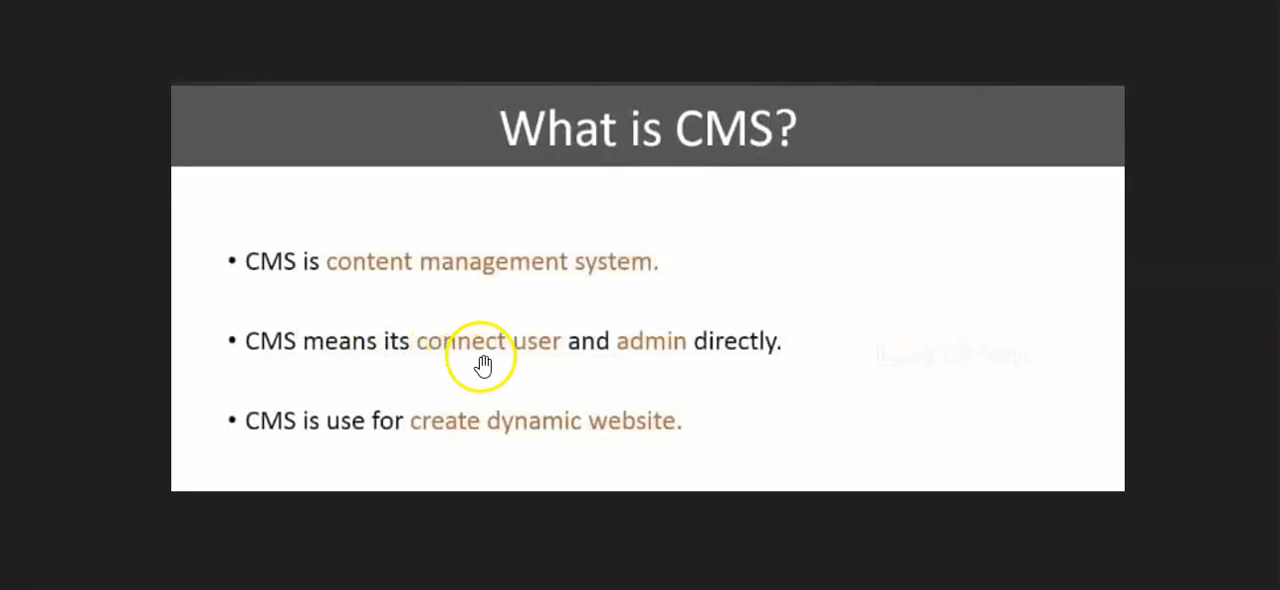 What is CMS?
• CMS is content management system.
• CMS means its connect user and admin directly.
• CMS is use for create dynamic website.